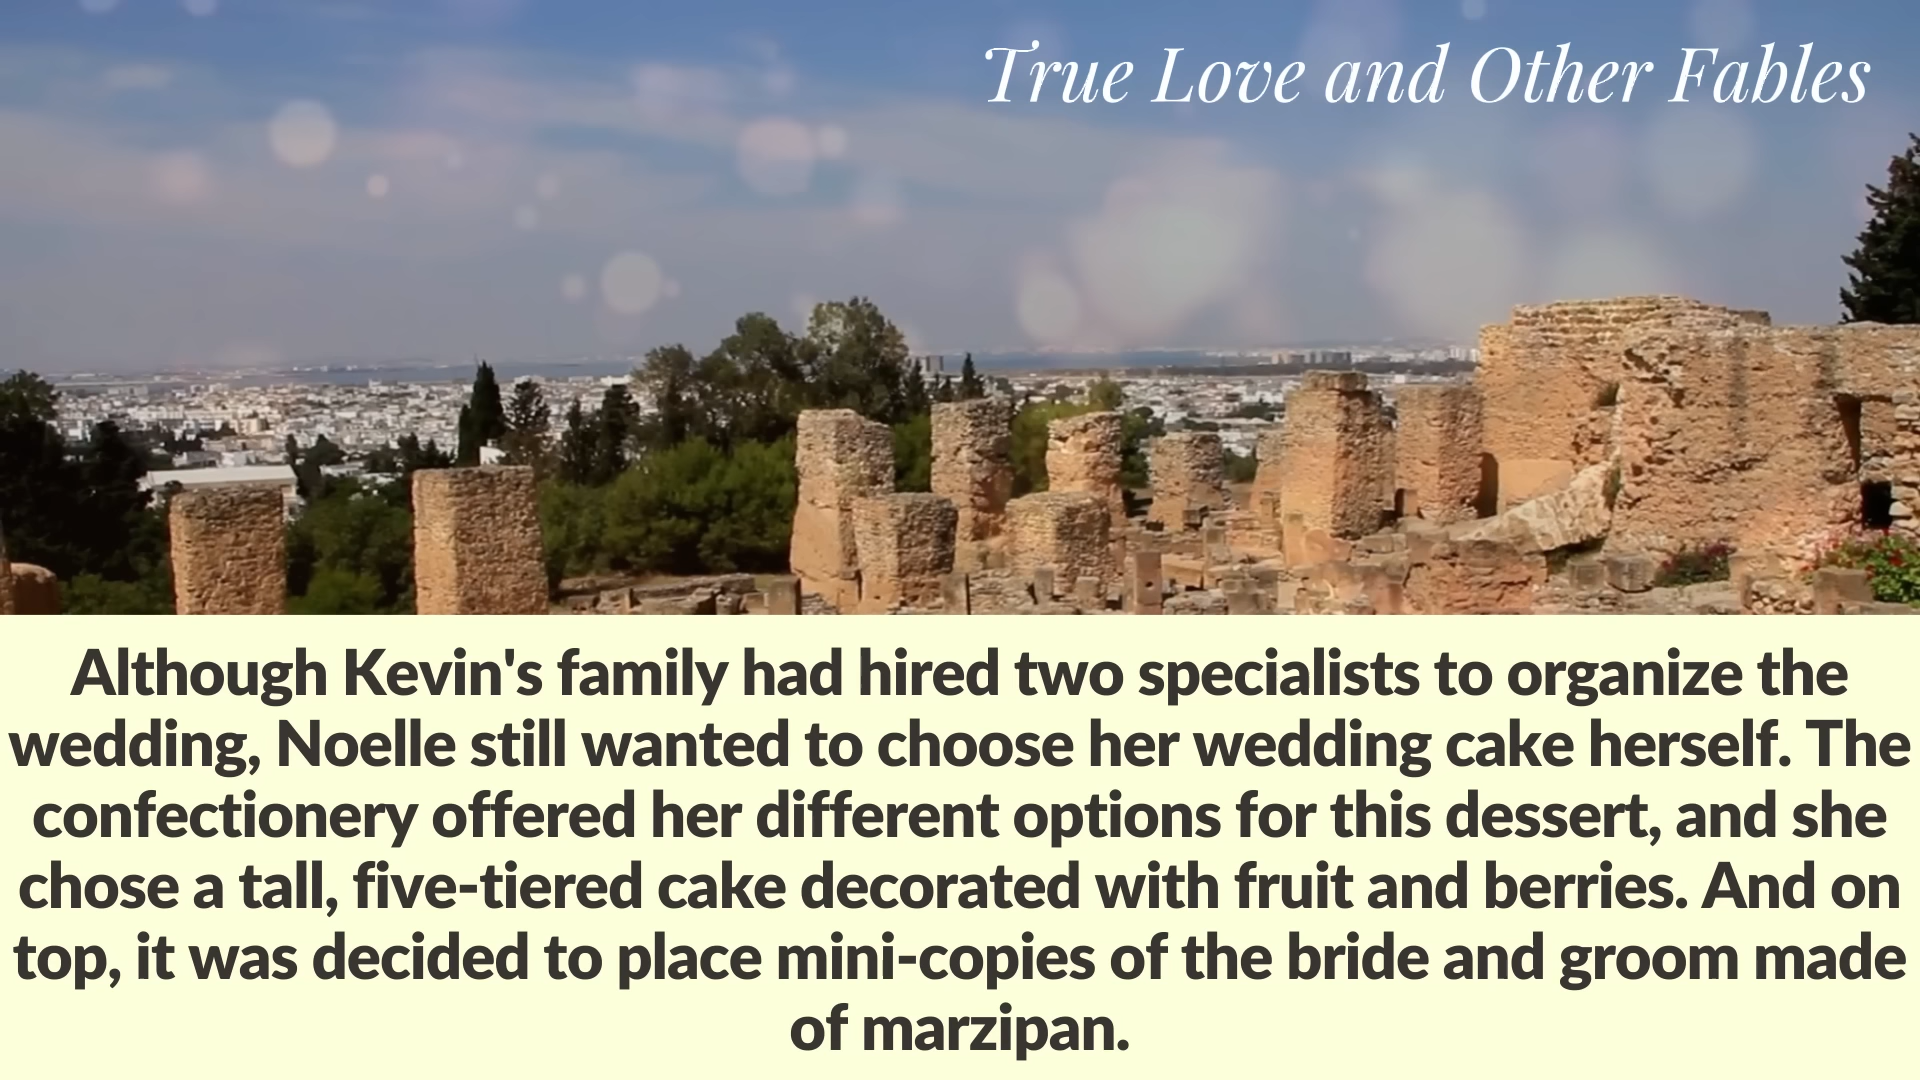 True Love and Other Fables
Although Kevin's family had hired two specialists to organize the
wedding, Noelle still wanted to choose her wedding cake herself. The
confectionery offered her different options for this dessert, and she
chose a tall, five-tiered cake decorated with fruit and berries. And on
top, it was decided to place mini-copies of the bride and groom made
of marzipan.